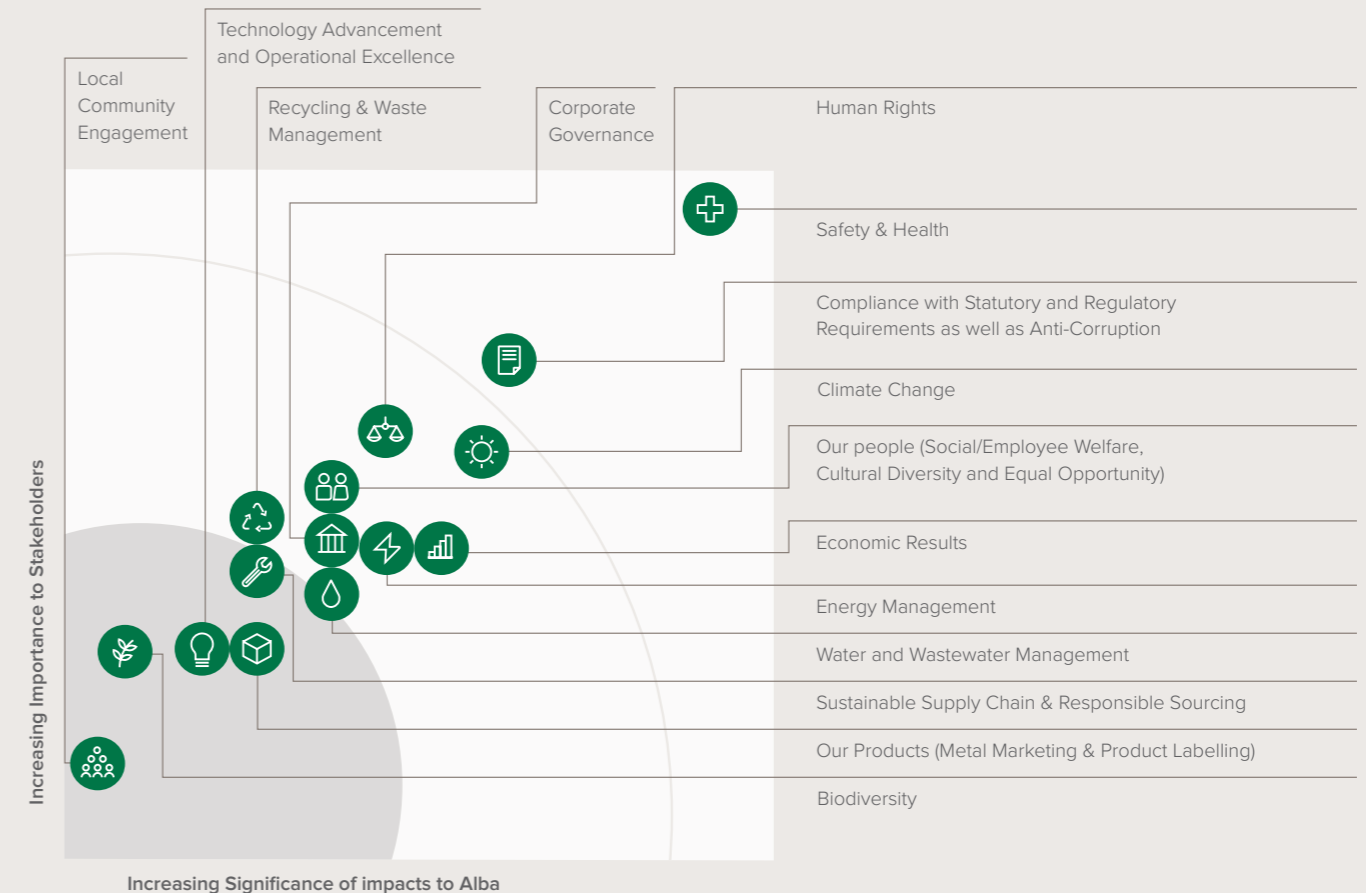 Technology Advancement
and Operational Excellence
Local
Community
Engagement
Recycling & Waste
Management
Corporate
Governance
Human Rights
Safety & Health
Compliance with Statutory and Regulatory
Requirements as well as Anti-Corruption
Climate Change
Our people (Social/Employee Welfare,
Cultural Diversity and Equal Opportunity)
Economic Results
Energy Management
Water and Wastewater Management
Sustainable Supply Chain & Responsible Sourcing
Our Products (Metal Marketing & Product Labelling)
Biodiversity
Increasing Importance to Stakeholders
Increasing Significance of impacts to Alba